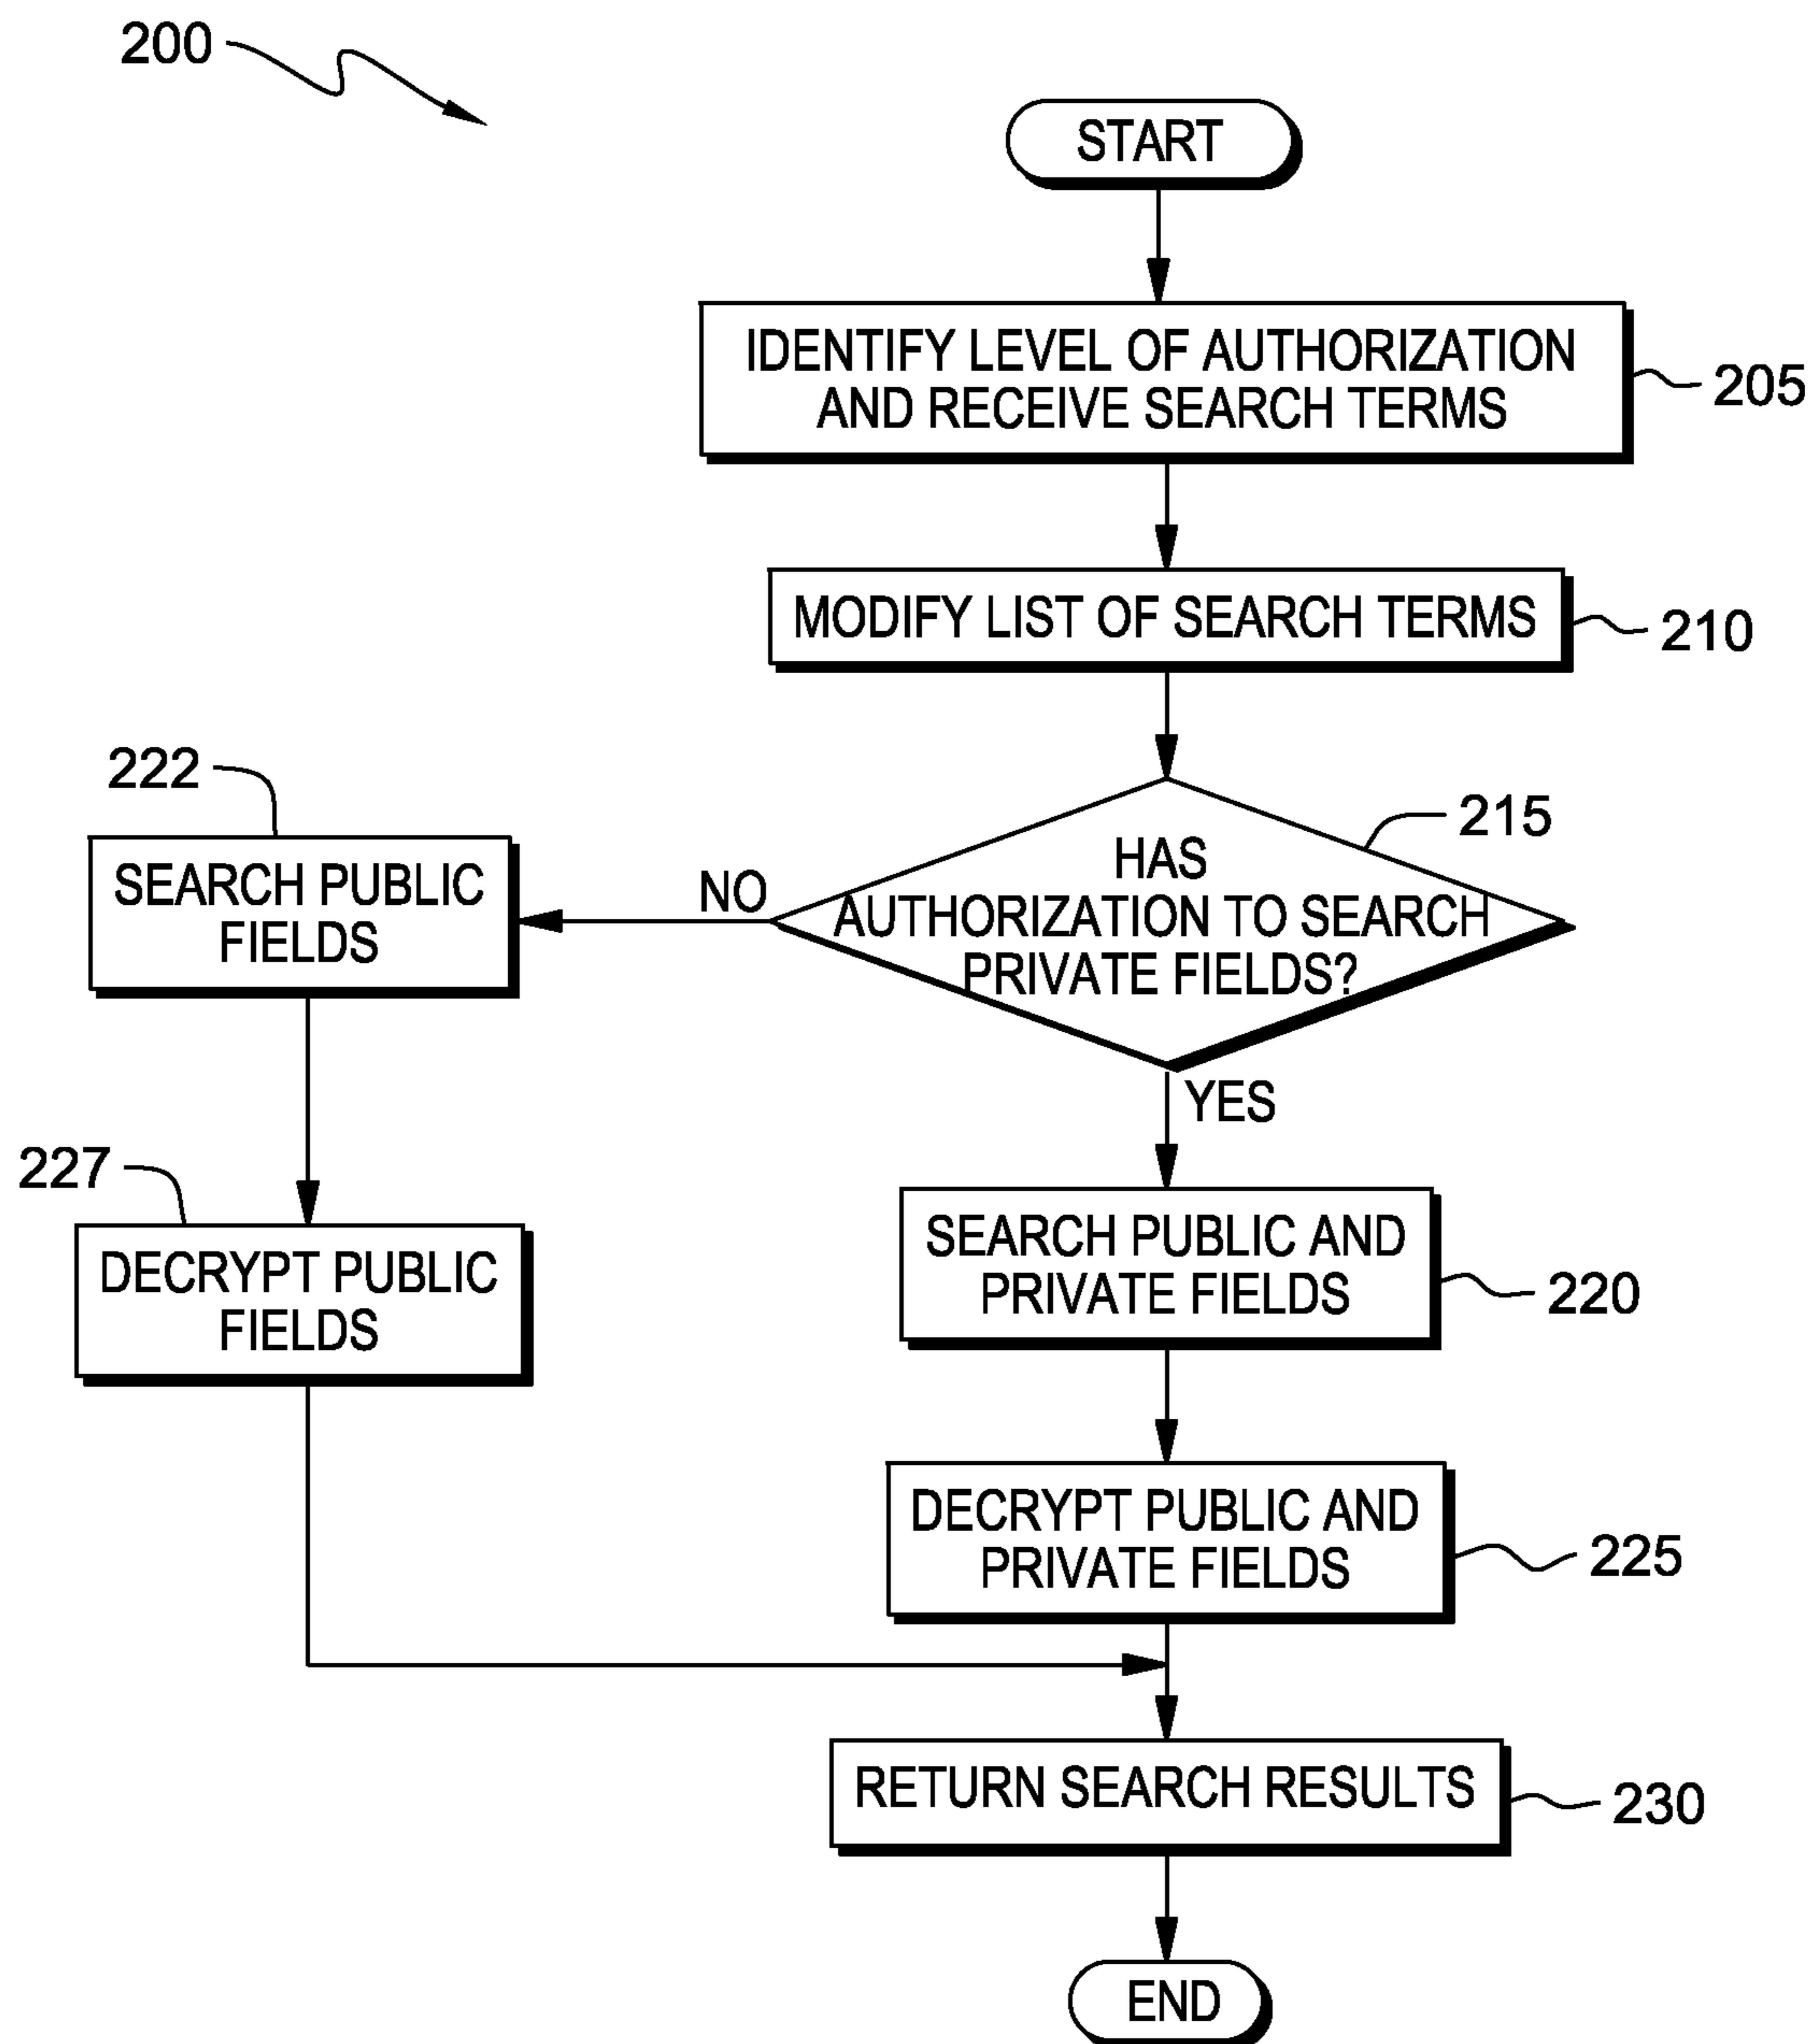 200
START
IDENTIFY LEVEL OF AUTHORIZATION
AND RECEIVE SEARCH TERMS
205
MODIFY LIST OF SEARCH TERMS
210
215
HAS
AUTHORIZATION TO SEARCH
PRIVATE FIELDS?
NO
222
SEARCH PUBLIC
FIELDS
YES
227
DECRYPT PUBLIC
FIELDS
SEARCH PUBLIC AND
PRIVATE FIELDS
220
DECRYPT PUBLIC AND
PRIVATE FIELDS
225
RETURN SEARCH RESULTS
230
END